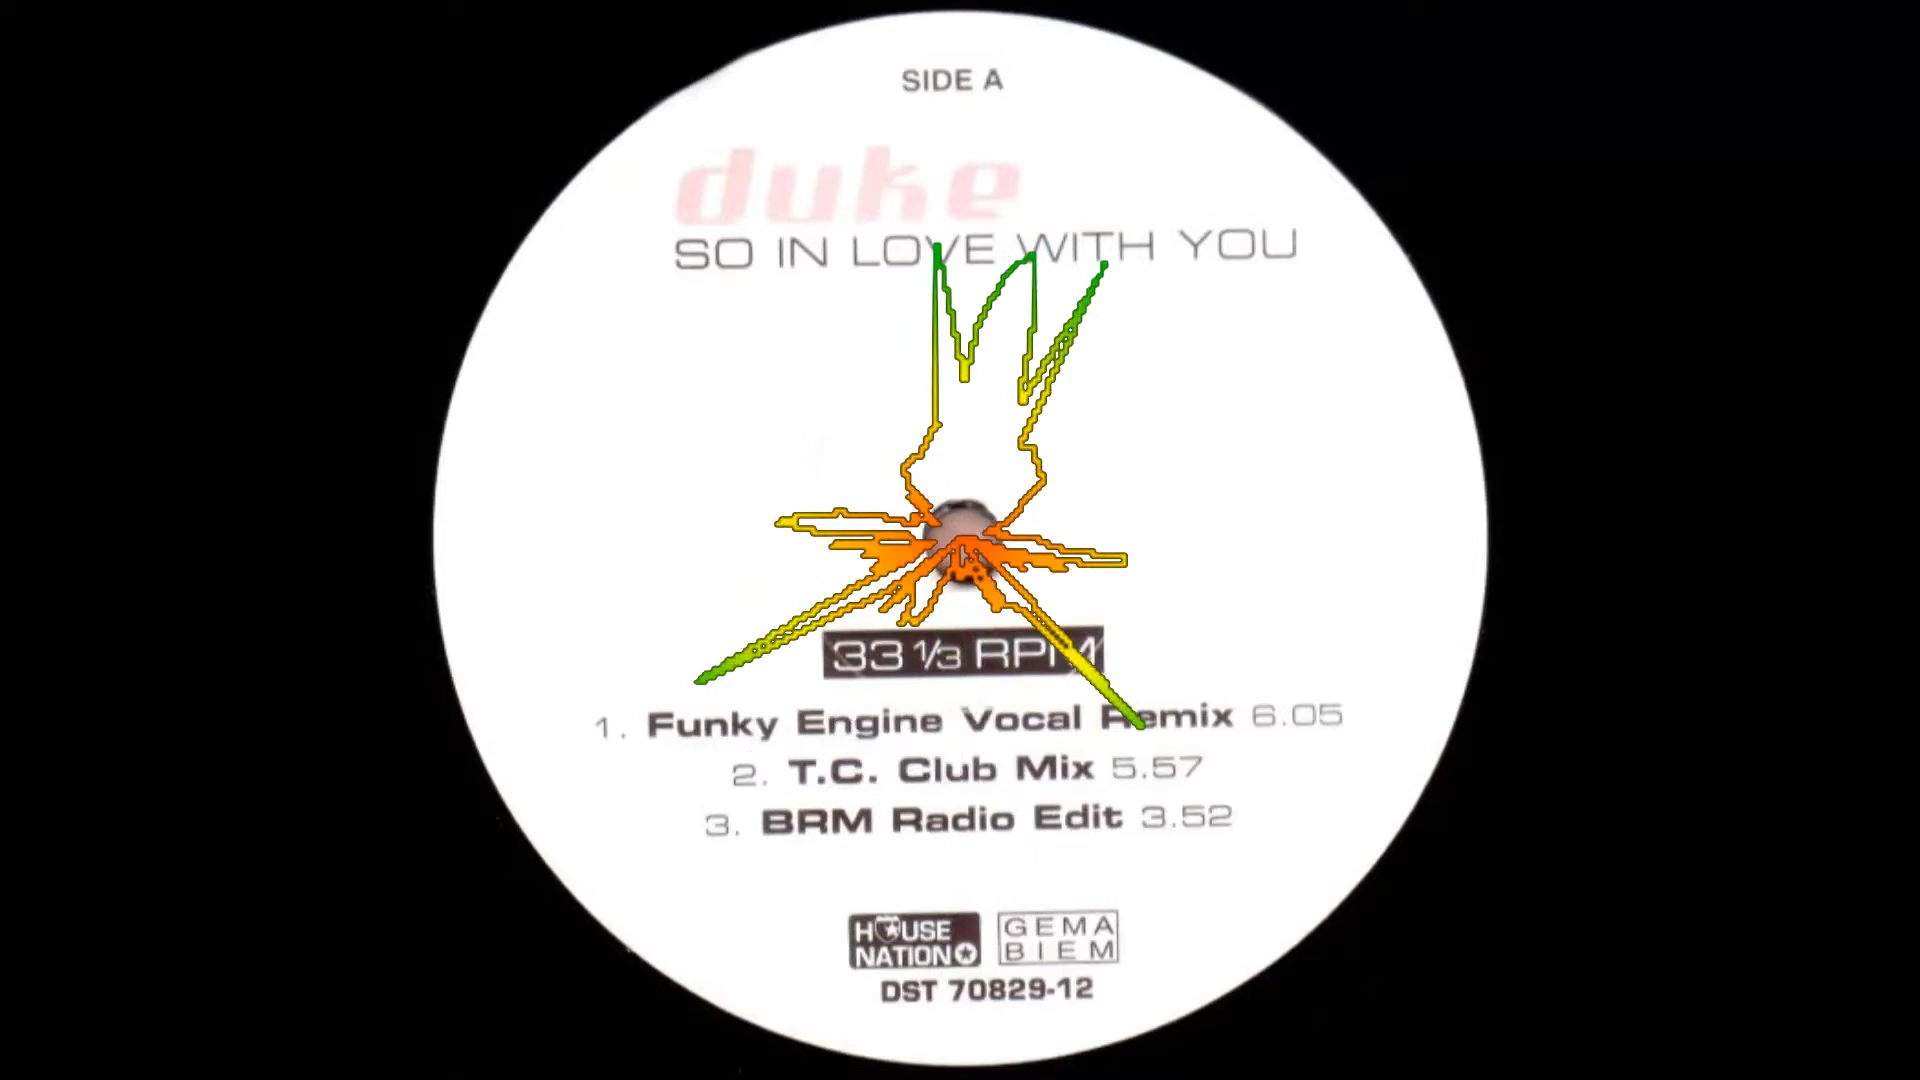 SIDE A
duke
SO IN LOVE WITH YOU
33 1/3 RPM
1. Funky Engine Vocal Remix 6.05
2. T.C. Club Mix 5.57
3. BRM Radio Edit 3.52
HOUSE NATION
GEMA
BIEM
DST 70829-12